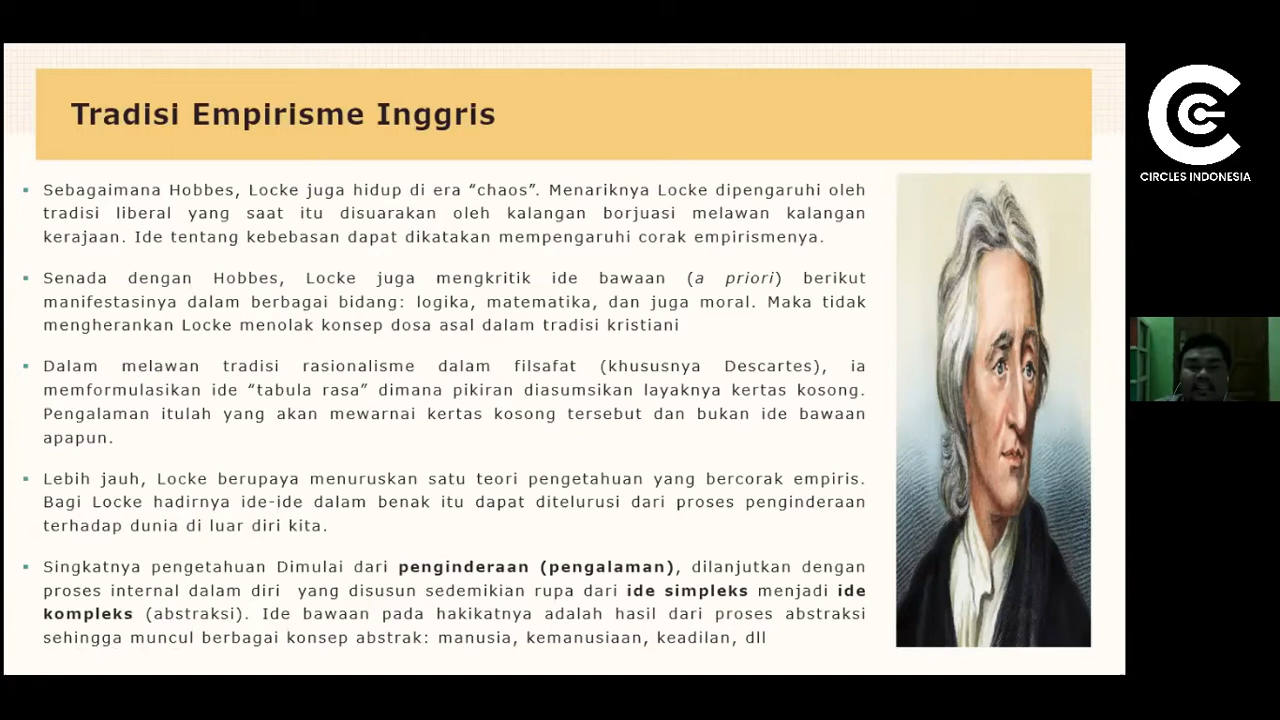 Tradisi Empirisme Inggris
▪ Sebagaimana Hobbes, Locke juga hidup di era “chaos”. Menariknya Locke dipengaruhi oleh
tradisi liberal yang saat itu disuarakan oleh kalangan borjuasi melawan kalangan
kerajaan. Ide tentang kebebasan dapat dikatakan mempengaruhi corak empirismenya.
▪ Senada dengan Hobbes, Locke juga mengkritik ide bawaan (a priori) berikut
manifestasinya dalam berbagai bidang: logika, matematika, dan juga moral. Maka tidak
mengherankan Locke menolak konsep dosa asal dalam tradisi kristiani
▪ Dalam melawan tradisi rasionalisme dalam filsafat (khususnya Descartes), ia
memformulasikan ide “tabula rasa” dimana pikiran diasumsikan layaknya kertas kosong.
Pengalaman itulah yang akan mewarnai kertas kosong tersebut dan bukan ide bawaan
apapun.
▪ Lebih jauh, Locke berupaya menuruskan satu teori pengetahuan yang bercorak empiris.
Bagi Locke hadirnya ide-ide dalam benak itu dapat ditelurusi dari proses penginderaan
terhadap dunia di luar diri kita.
▪ Singkatnya pengetahuan Dimulai dari penginderaan (pengalaman), dilanjutkan dengan
proses internal dalam diri yang disusun sedemikian rupa dari ide simpleks menjadi ide
kompleks (abstraksi). Ide bawaan pada hakikatnya adalah hasil dari proses abstraksi
sehingga muncul berbagai konsep abstrak: manusia, kemanusiaan, keadilan, dll
CIRCLES INDONESIA